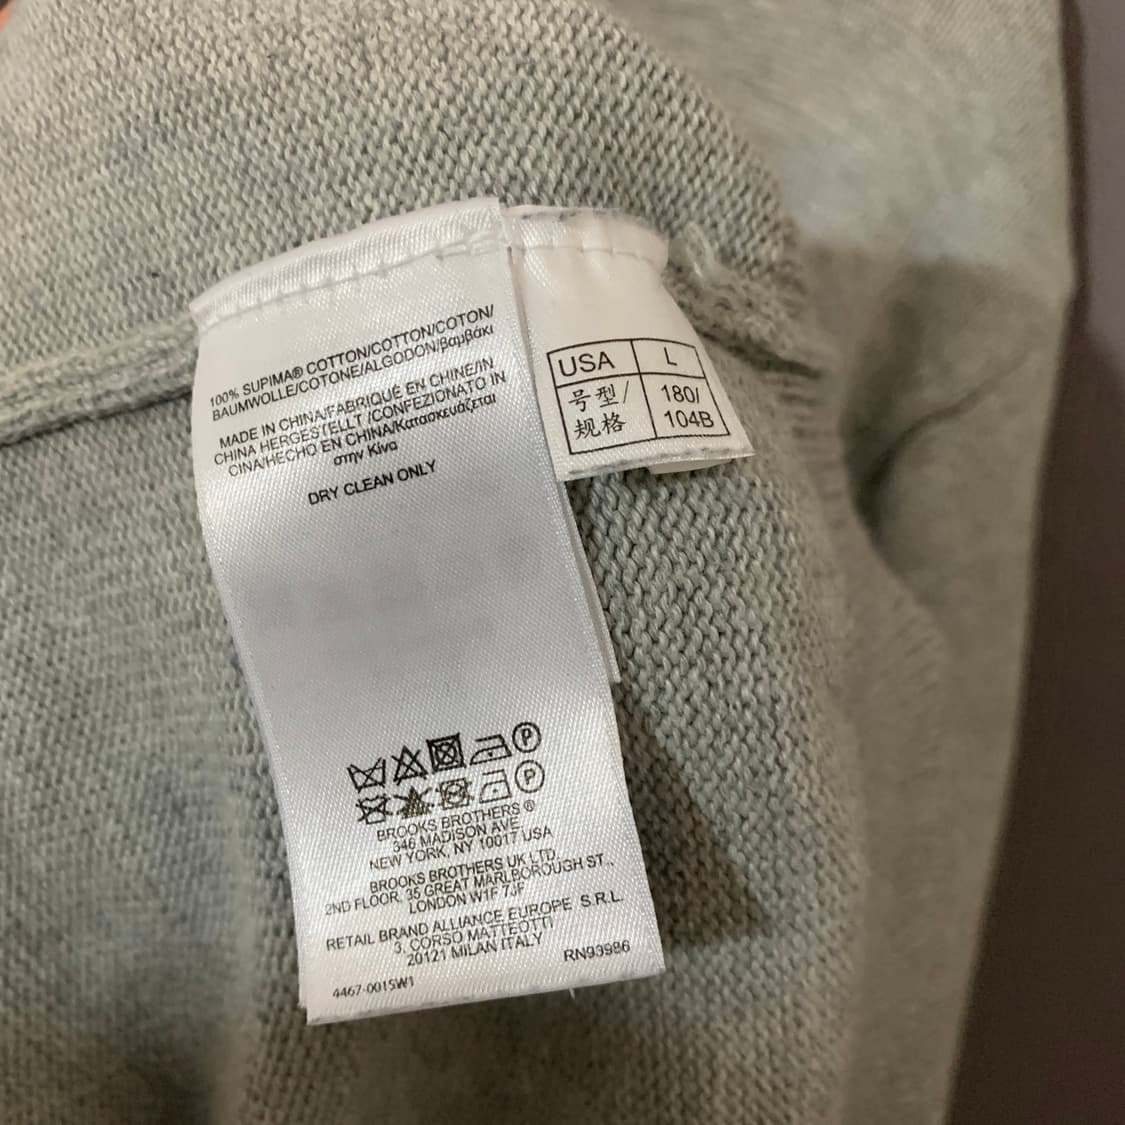 100% SUPIMA® COTTON/COTTON/COTON/
BAUMWOLLE/COTONE/ALGODON/Βαμβάκι
MADE IN CHINA/FABRIQUÉ EN CHINE/IN
CHINA HERGESTELLT /CONFEZIONATO IN
CINA/HECHO EN CHINA/Κατασκευάζεται
στην Κίνα
DRY CLEAN ONLY
P
P
BROOKS BROTHERS ®
346 MADISON AVE
NEW YORK, NY 10017 USA
BROOKS BROTHERS UK LTD.
2ND FLOOR, 35 GREAT MARLBOROUGH ST.,
LONDON W1F 7JF
RETAIL BRAND ALLIANCE EUROPE S.R.L.
3, CORSO MATTEOTTI
20121 MILAN ITALY
RN93986
4467-001SW1
USA L
号型/ 180/
规格 104B